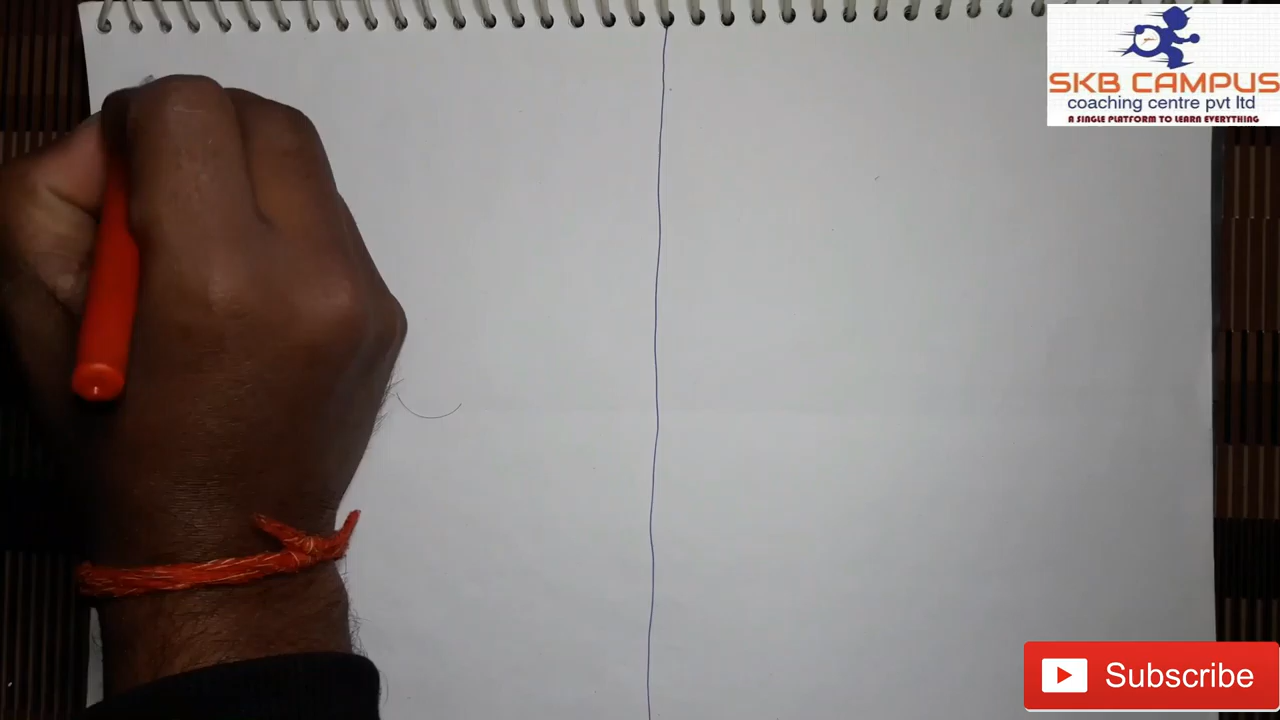 SKB CAMPUS
coaching centre pvt ltd
A SINGLE PLATFORM TO LEARN EVERYTHING
Subscribe